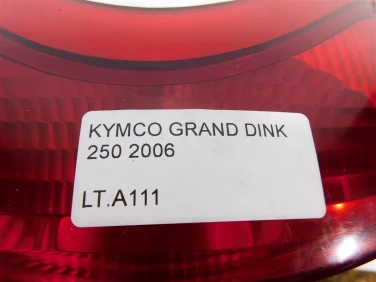 KYMCO GRAND DINK
250 2006
LT.A111